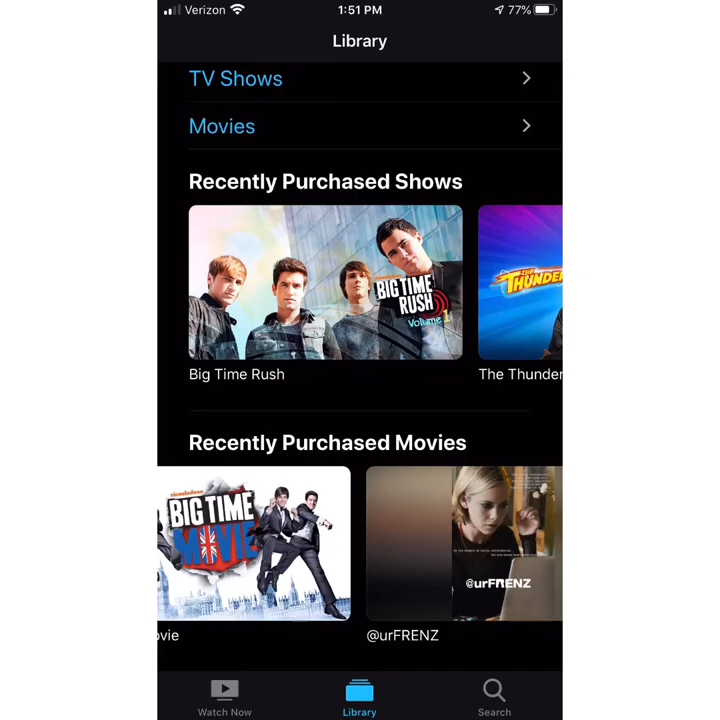 Verizon
1:51 PM
77%
Library
TV Shows
Movies
Recently Purchased Shows
BIG TIME
RUSH
Volume 1
THE
THUNDER
Big Time Rush
The Thunder
Recently Purchased Movies
nickelodeon
BIG TIME
MOVIE
@urFRENZ
ovie
@urFRENZ
Watch Now
Library
Search